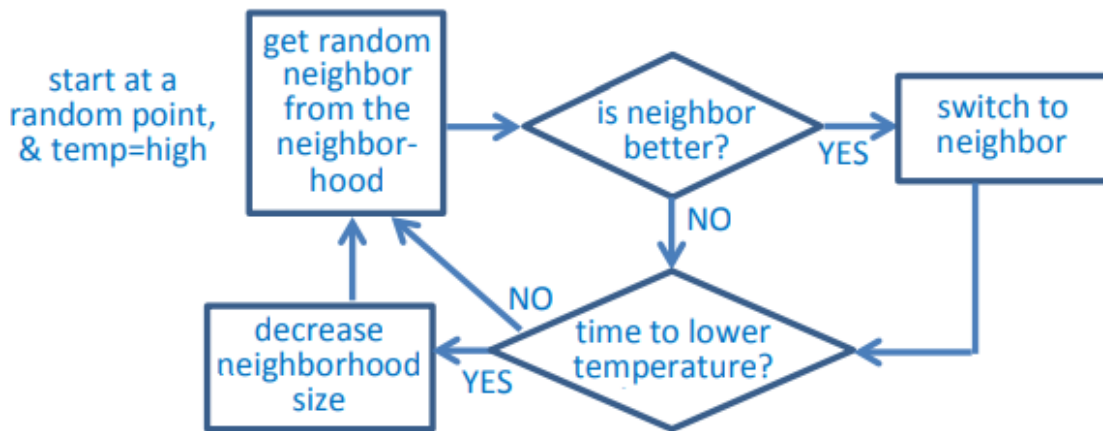 start at a
random point,
& temp=high
get random
neighbor
from the
neighbor-
hood
is neighbor
better?
YES
switch to
neighbor
NO
time to lower
temperature?
NO
YES
decrease
neighborhood
size